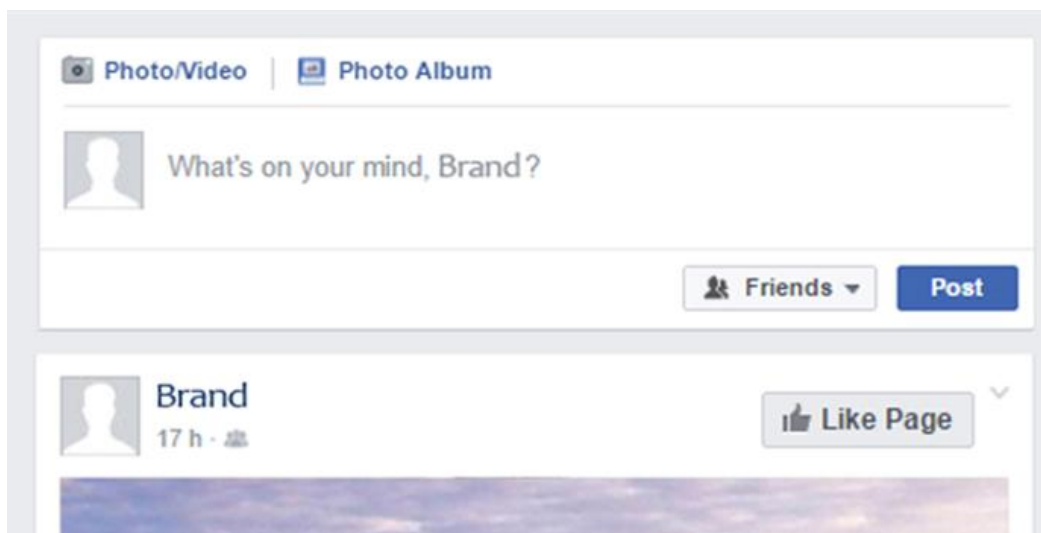 Photo/Video | Photo Album
What's on your mind, Brand?
Friends
Post
Brand
Like Page
17 h ·